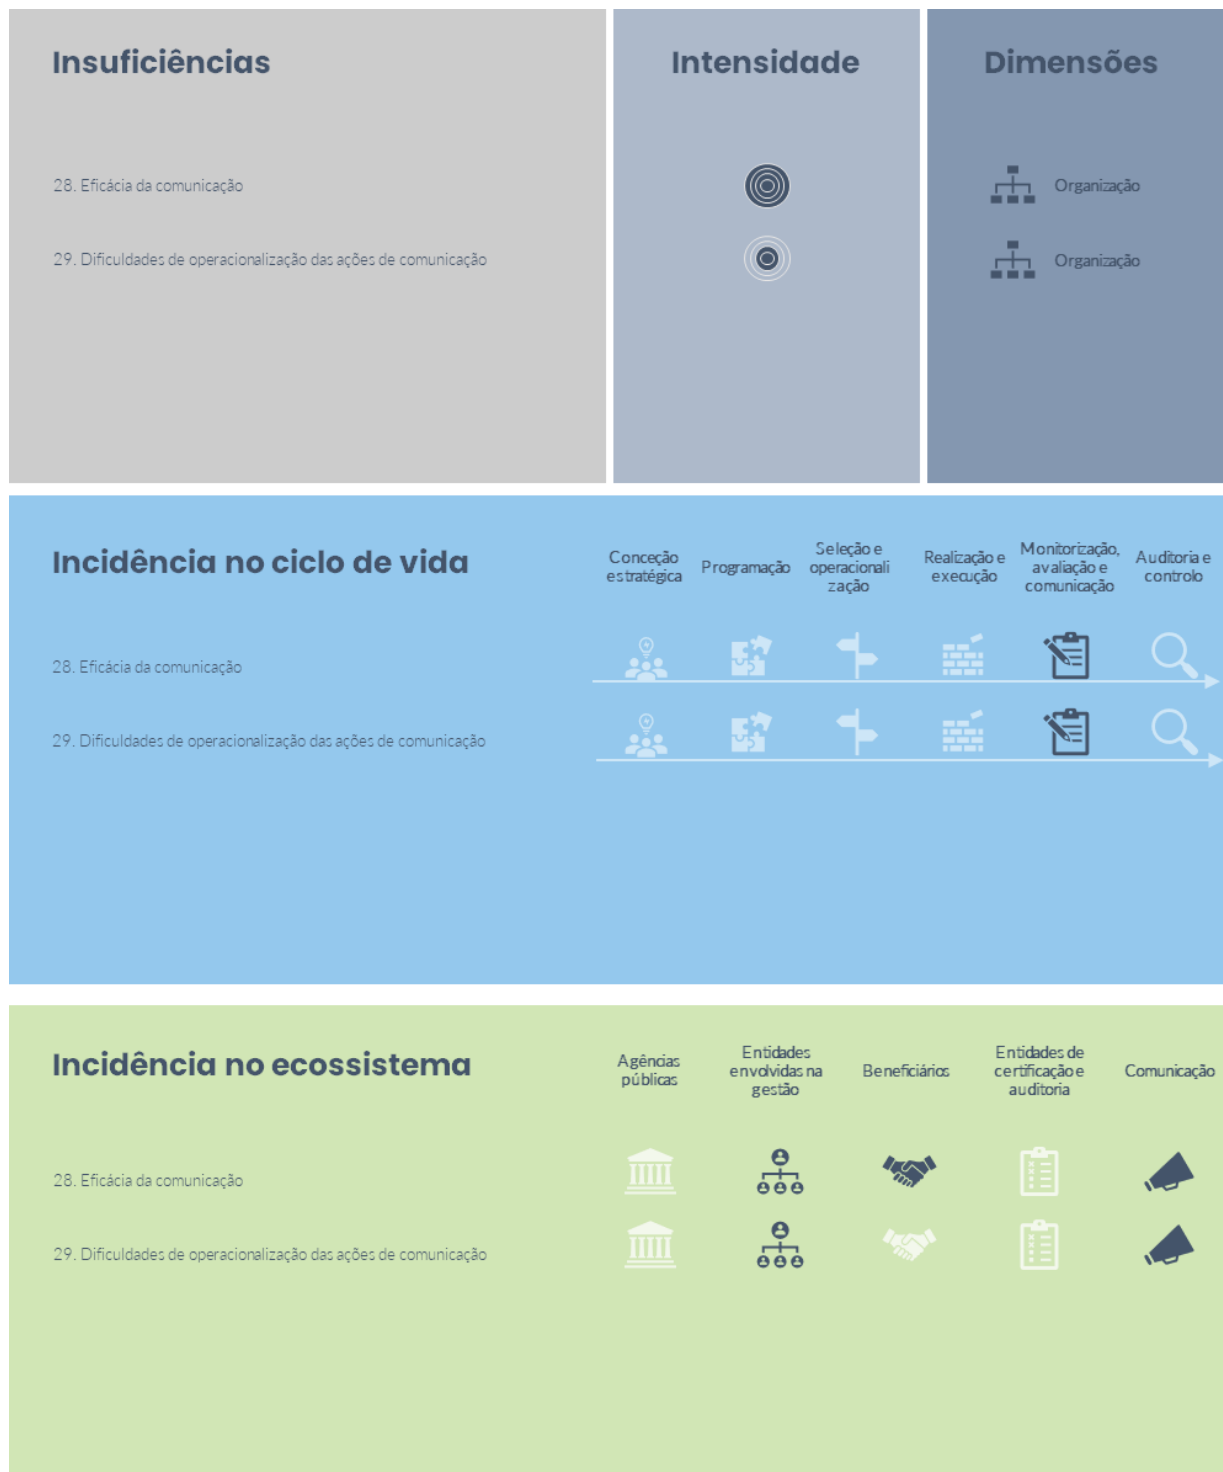 Insuficiências
Intensidade
Dimensões
28. Eficácia da comunicação
Organização
29. Dificuldades de operacionalização das ações de comunicação
Organização
Incidência no ciclo de vida
Conceção
estratégica
Programação
Seleção e
operacionali
zação
Realização e
execução
Monitorização,
avaliação e
comunicação
Auditoria e
controlo
28. Eficácia da comunicação
29. Dificuldades de operacionalização das ações de comunicação
Incidência no ecossistema
Agências
públicas
Entidades
envolvidas na
gestão
Beneficiários
Entidades de
certificação e
auditoria
Comunicação
28. Eficácia da comunicação
29. Dificuldades de operacionalização das ações de comunicação